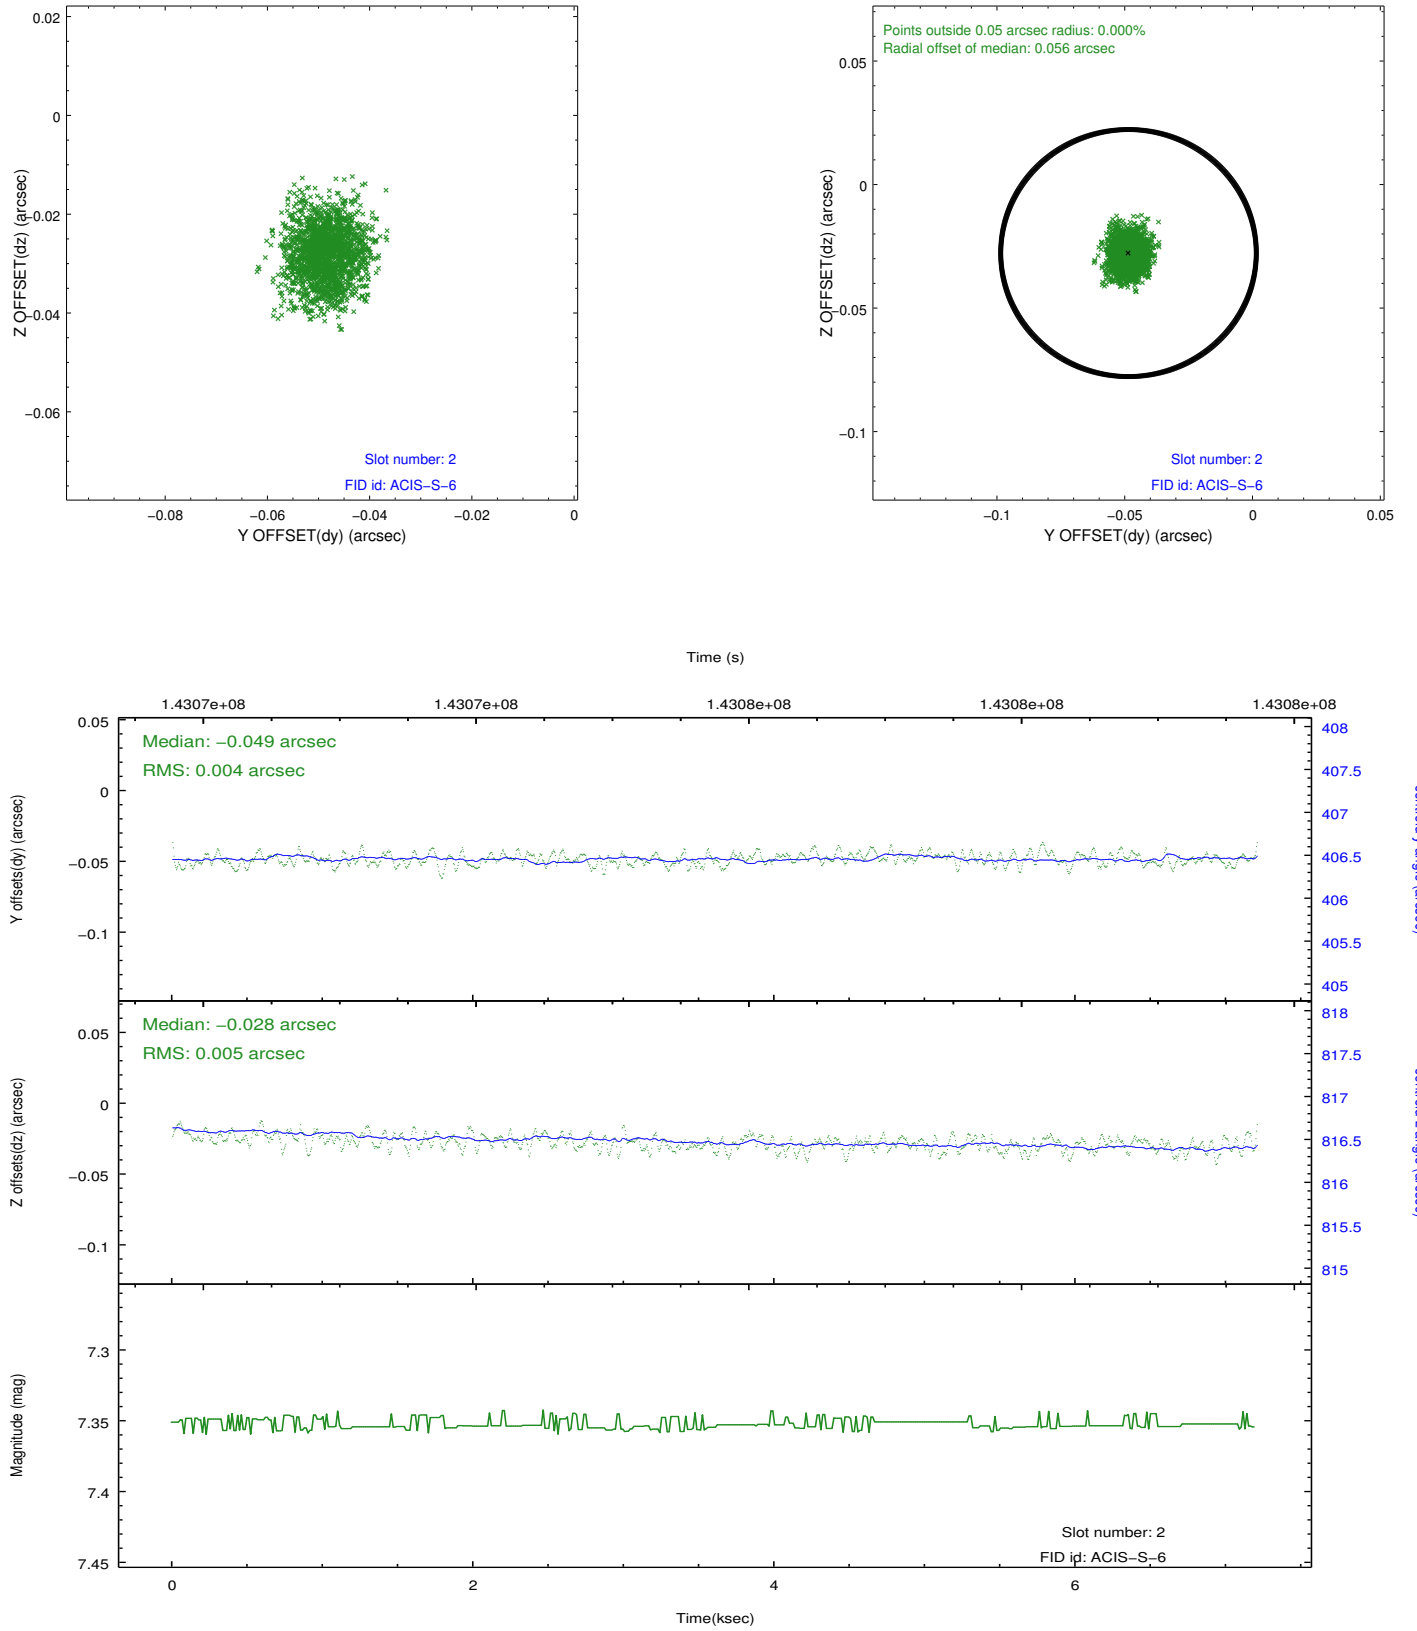 0.02
0
−0.02
−0.04
−0.06
Z OFFSET(dz) (arcsec)
Slot number: 2
FID id: ACIS−S−6
−0.08
−0.06
−0.04
−0.02
0
Y OFFSET(dy) (arcsec)
Points outside 0.05 arcsec radius: 0.000%
Radial offset of median: 0.056 arcsec
0.05
0
−0.05
−0.1
Z OFFSET(dz) (arcsec)
Slot number: 2
FID id: ACIS−S−6
−0.1
−0.05
0
0.05
Y OFFSET(dy) (arcsec)
Time (s)
1.4307e+08
1.4307e+08
1.4308e+08
1.4308e+08
1.4308e+08
0.05
0
−0.05
−0.1
Y offsets(dy) (arcsec)
Median: −0.049 arcsec
RMS: 0.004 arcsec
408
407.5
407
406.5
406
405.5
405
0.05
0
−0.05
−0.1
Z offsets(dz) (arcsec)
Median: −0.028 arcsec
RMS: 0.005 arcsec
818
817.5
817
816.5
816
815.5
815
7.3
7.35
7.4
7.45
Magnitude (mag)
Slot number: 2
FID id: ACIS−S−6
0
2
4
6
Time(ksec)